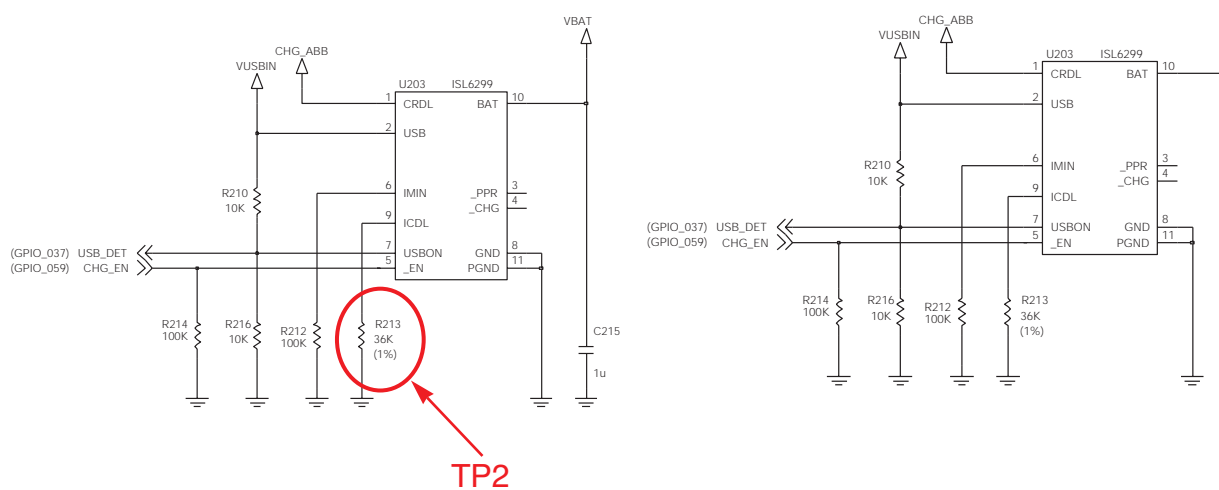 VBAT
CHG_ABB
VUSBIN
U203 ISL6299
1 CRDL BAT 10
2 USB
R210
10K
6 IMIN _PPR 3
_CHG 4
9 ICDL
(GPIO_037) USB_DET 7 USBON GND 8
(GPIO_059) CHG_EN 5 _EN PGND 11
R214
100K
R216
10K
R212
100K
R213
36K
(1%)
C215
1u
TP2
CHG_ABB
VUSBIN
U203 ISL6299
1 CRDL BAT 10
2 USB
R210
10K
6 IMIN _PPR 3
_CHG 4
9 ICDL
(GPIO_037) USB_DET 7 USBON GND 8
(GPIO_059) CHG_EN 5 _EN PGND 11
R214
100K
R216
10K
R212
100K
R213
36K
(1%)